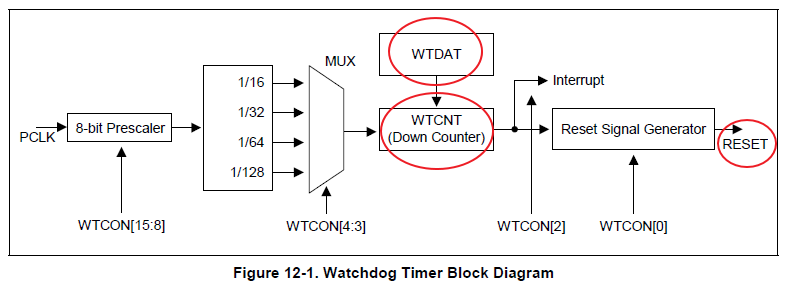 MUX
WTDAT
Interrupt
1/16
1/32
1/64
1/128
PCLK
8-bit Prescaler
WTCNT
(Down Counter)
Reset Signal Generator
RESET
WTCON[15:8]
WTCON[4:3]
WTCON[2]
WTCON[0]
Figure 12-1. Watchdog Timer Block Diagram